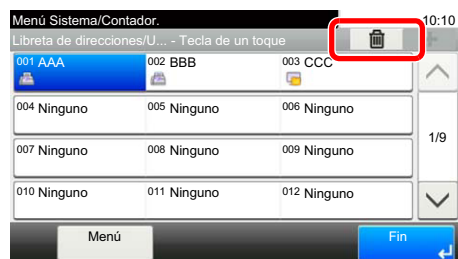 Menú Sistema/Contador. 10:10
Libreta de direcciones/U... - Tecla de un toque
001 AAA 002 BBB 003 CCC
004 Ninguno 005 Ninguno 006 Ninguno
1/9
007 Ninguno 008 Ninguno 009 Ninguno
010 Ninguno 011 Ninguno 012 Ninguno
Menú Fin